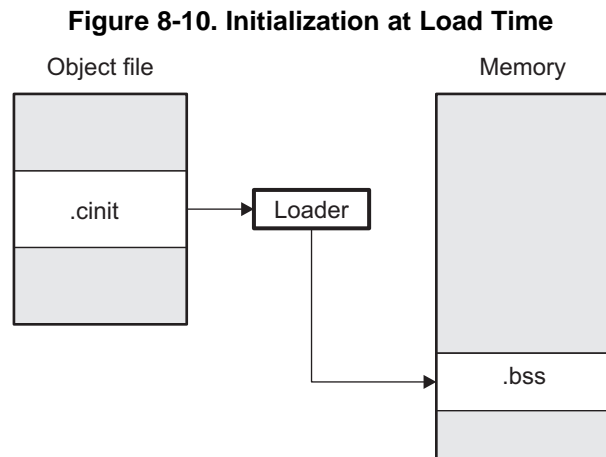 Figure 8-10. Initialization at Load Time
Object file
Memory
.cinit
Loader
.bss